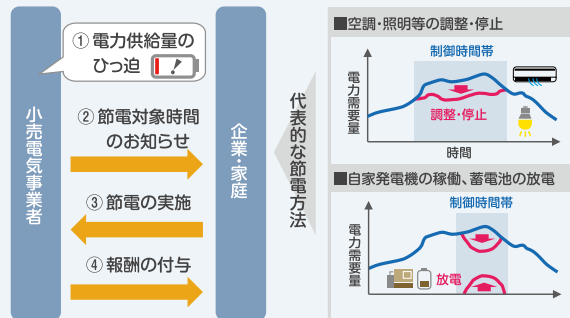 小売電気事業者
① 電力供給量の
ひっ迫
② 節電対象時間
のお知らせ
③ 節電の実施
④ 報酬の付与
企業・家庭
代表的な節電方法
■空調・照明等の調整・停止
制御時間帯
電力需要量
調整・停止
時間
■自家発電機の稼働、蓄電池の放電
制御時間帯
電力需要量
放電